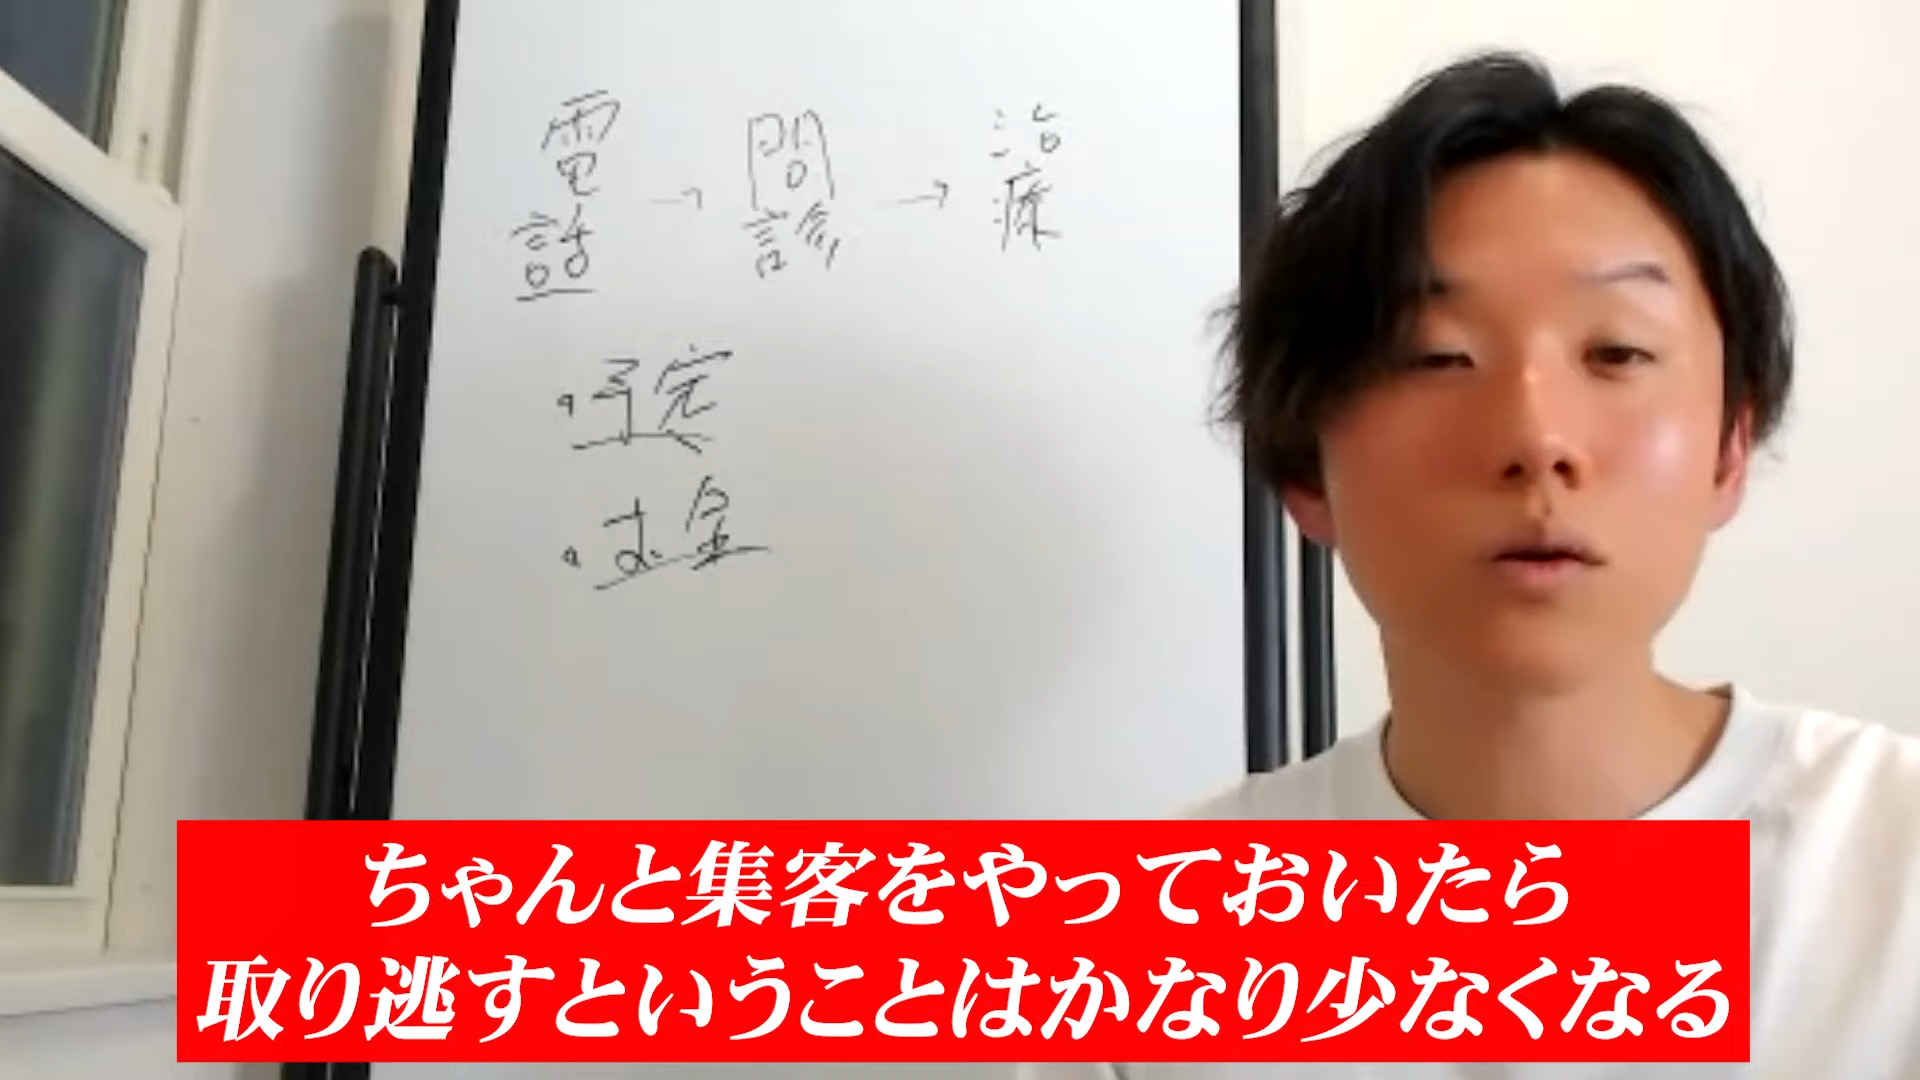 電話 → 問診 → 治療
・予定
・お金
ちゃんと集客をやっておいたら
取り逃すということはかなり少なくなる